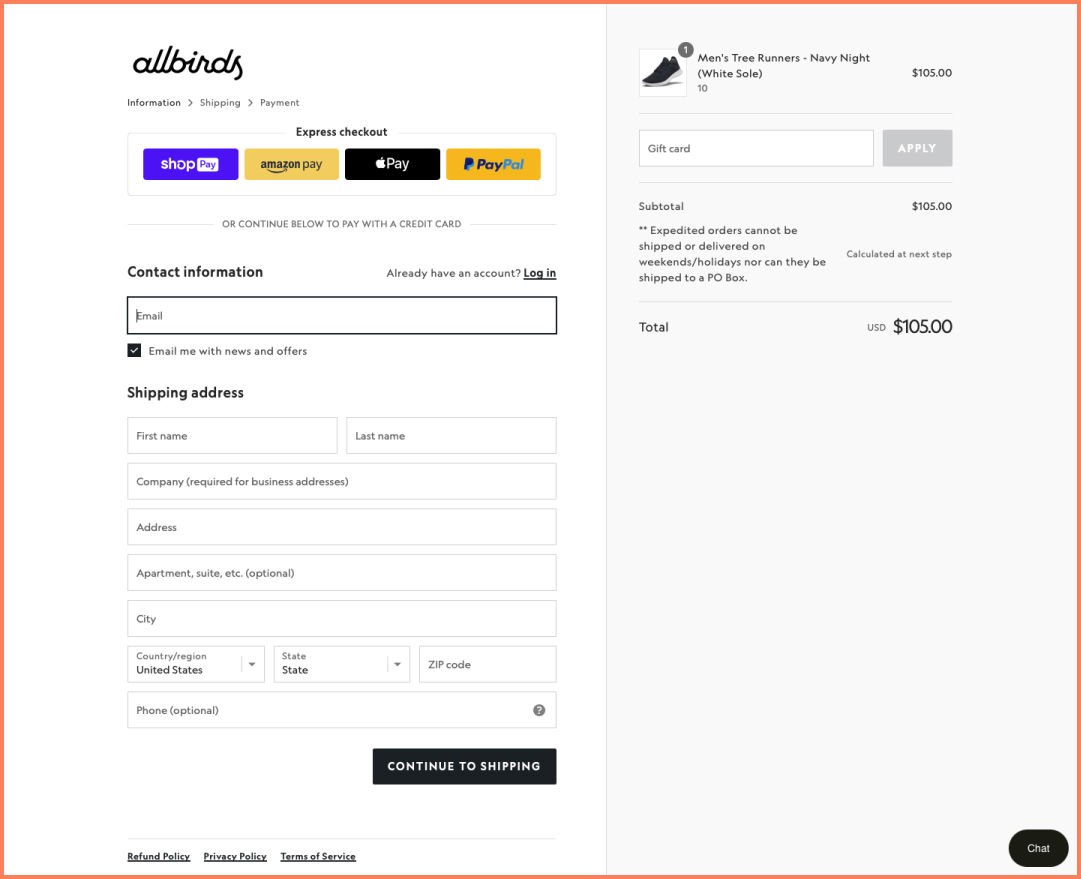 allbirds
Information > Shipping > Payment
Express checkout
shop Pay
amazon pay
Pay
PayPal
OR CONTINUE BELOW TO PAY WITH A CREDIT CARD
Contact information
Already have an account? Log in
Email
Email me with news and offers
Shipping address
First name
Last name
Company (required for business addresses)
Address
Apartment, suite, etc. (optional)
City
Country/region
United States
State
State
ZIP code
Phone (optional)
?
CONTINUE TO SHIPPING
Refund Policy
Privacy Policy
Terms of Service
1
Men's Tree Runners - Navy Night
(White Sole)
10
$105.00
Gift card
APPLY
Subtotal
$105.00
** Expedited orders cannot be
shipped or delivered on
weekends/holidays nor can they be
shipped to a PO Box.
Calculated at next step
Total
USD $105.00
Chat